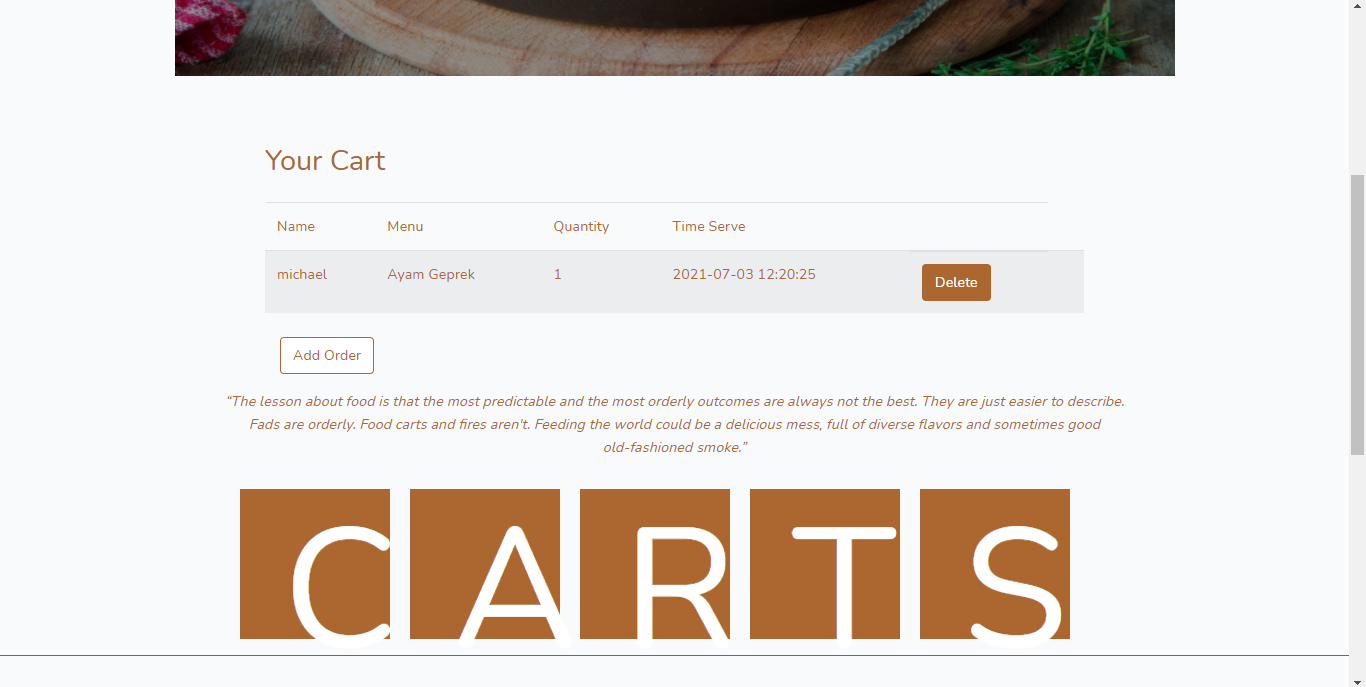 Your Cart
Name Menu Quantity Time Serve
michael Ayam Geprek 1 2021-07-03 12:20:25 Delete
Add Order
“The lesson about food is that the most predictable and the most orderly outcomes are always not the best. They are just easier to describe.
Fads are orderly. Food carts and fires aren't. Feeding the world could be a delicious mess, full of diverse flavors and sometimes good
old-fashioned smoke.”
C A R T S